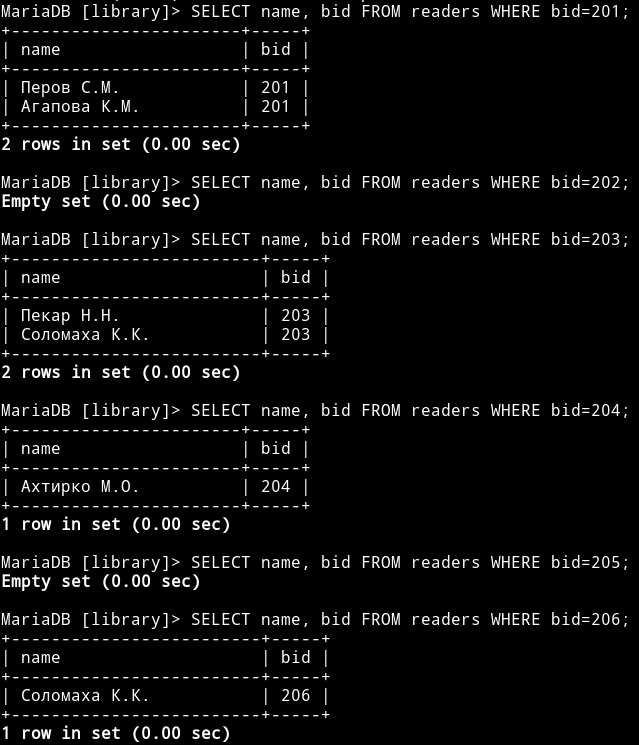 MariaDB [library]> SELECT name, bid FROM readers WHERE bid=201;
+-----------------------+-----+
| name                  | bid |
+-----------------------+-----+
| Перов С.М.            | 201 |
| Агапова К.М.          | 201 |
+-----------------------+-----+
2 rows in set (0.00 sec)

MariaDB [library]> SELECT name, bid FROM readers WHERE bid=202;
Empty set (0.00 sec)

MariaDB [library]> SELECT name, bid FROM readers WHERE bid=203;
+-------------------------+-----+
| name                    | bid |
+-------------------------+-----+
| Пекар Н.Н.              | 203 |
| Соломаха К.К.           | 203 |
+-------------------------+-----+
2 rows in set (0.00 sec)

MariaDB [library]> SELECT name, bid FROM readers WHERE bid=204;
+-----------------------+-----+
| name                  | bid |
+-----------------------+-----+
| Ахтирко М.О.          | 204 |
+-----------------------+-----+
1 row in set (0.00 sec)

MariaDB [library]> SELECT name, bid FROM readers WHERE bid=205;
Empty set (0.00 sec)

MariaDB [library]> SELECT name, bid FROM readers WHERE bid=206;
+-------------------------+-----+
| name                    | bid |
+-------------------------+-----+
| Соломаха К.К.           | 206 |
+-------------------------+-----+
1 row in set (0.00 sec)